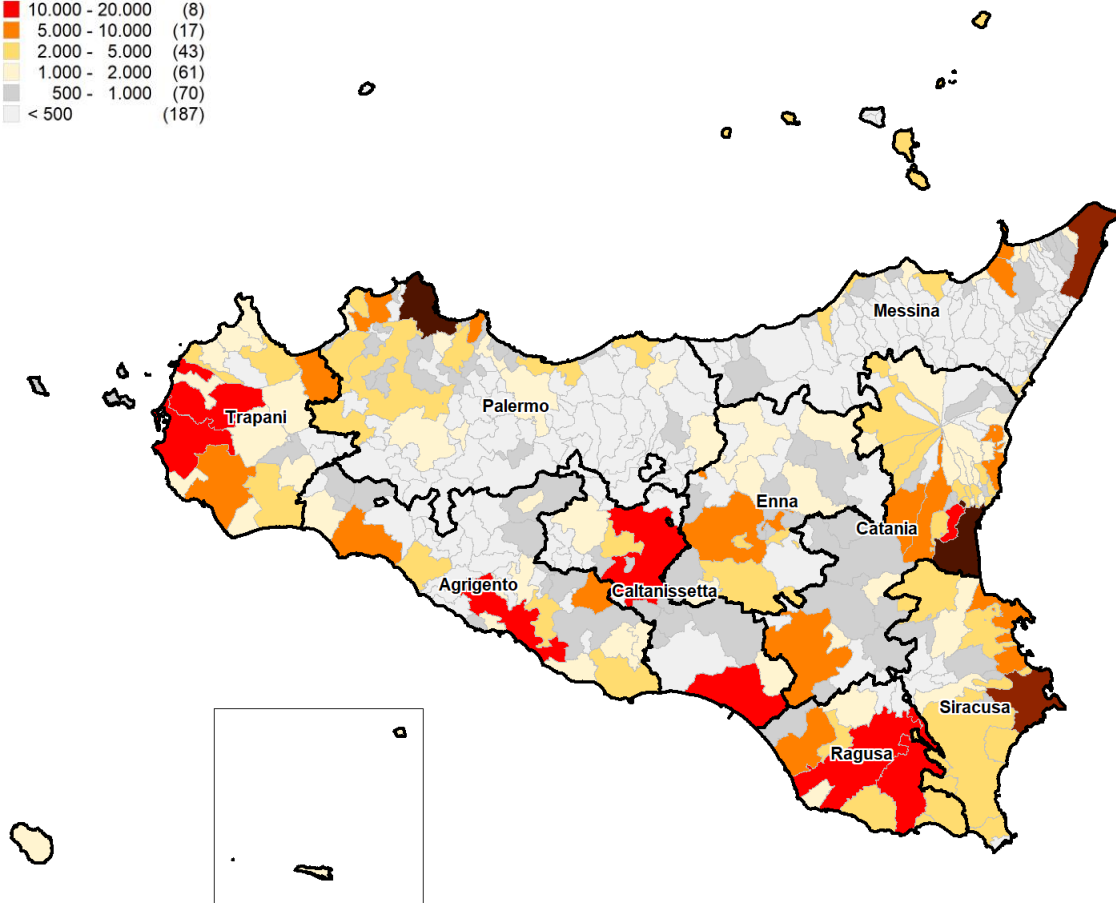 10.000 - 20.000 (8)
5.000 - 10.000 (17)
2.000 - 5.000 (43)
1.000 - 2.000 (61)
500 - 1.000 (70)
< 500 (187)
Messina
Palermo
Trapani
Enna
Catania
Agrigento
Caltanissetta
Siracusa
Ragusa